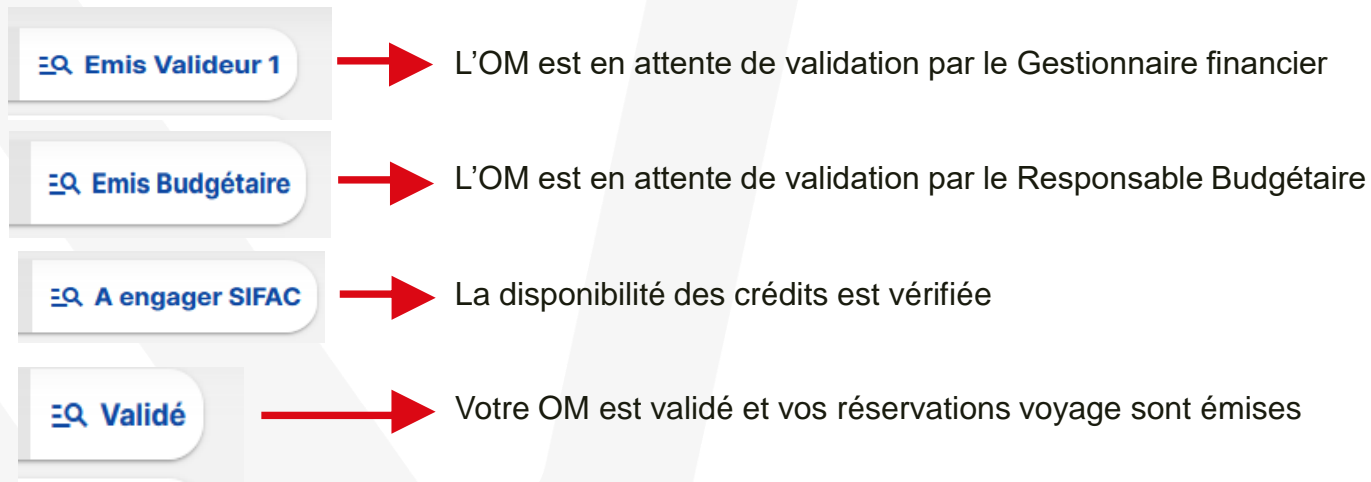 Emis Valideur 1
L’OM est en attente de validation par le Gestionnaire financier
Emis Budgétaire
L’OM est en attente de validation par le Responsable Budgétaire
A engager SIFAC
La disponibilité des crédits est vérifiée
Validé
Votre OM est validé et vos réservations voyage sont émises